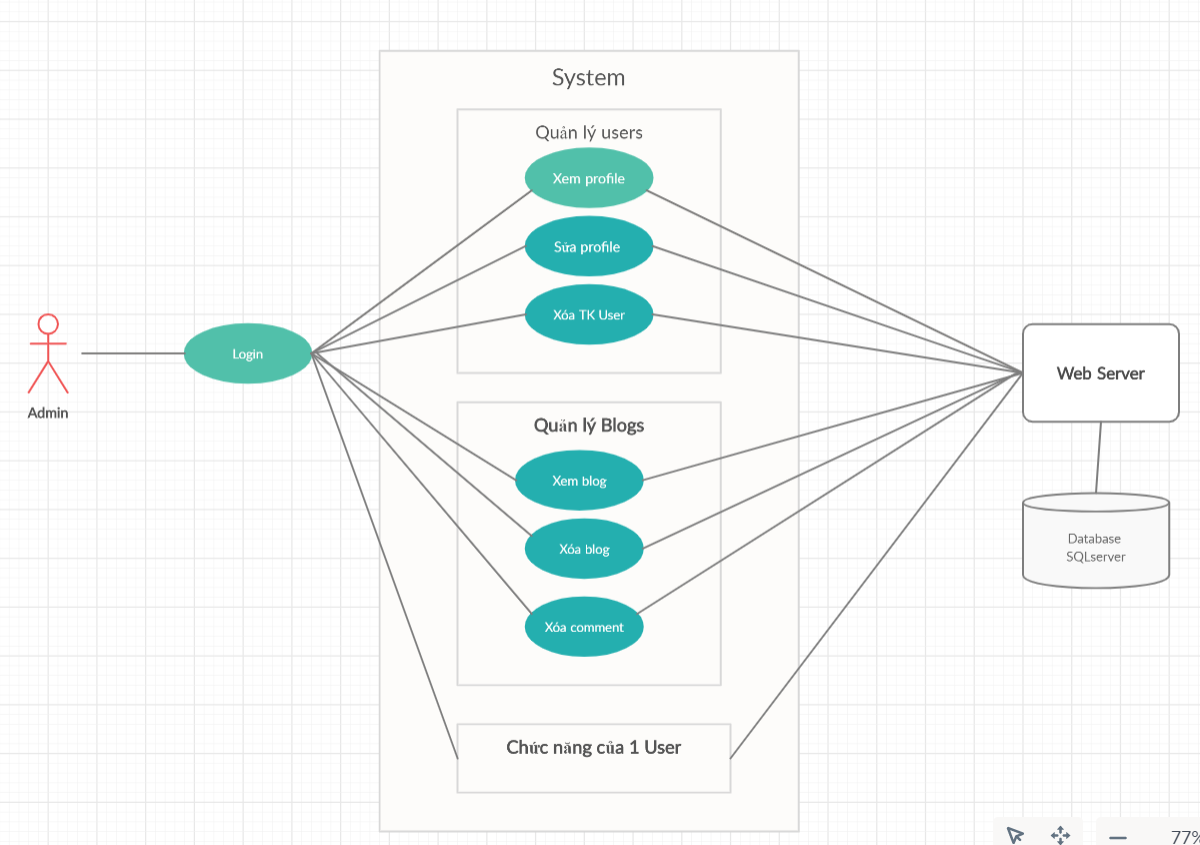 System
Quản lý users
Xem profile
Sửa profile
Xóa TK User
Login
Admin
Web Server
Quản lý Blogs
Xem blog
Xóa blog
Xóa comment
Database
SQLserver
Chức năng của 1 User
77%